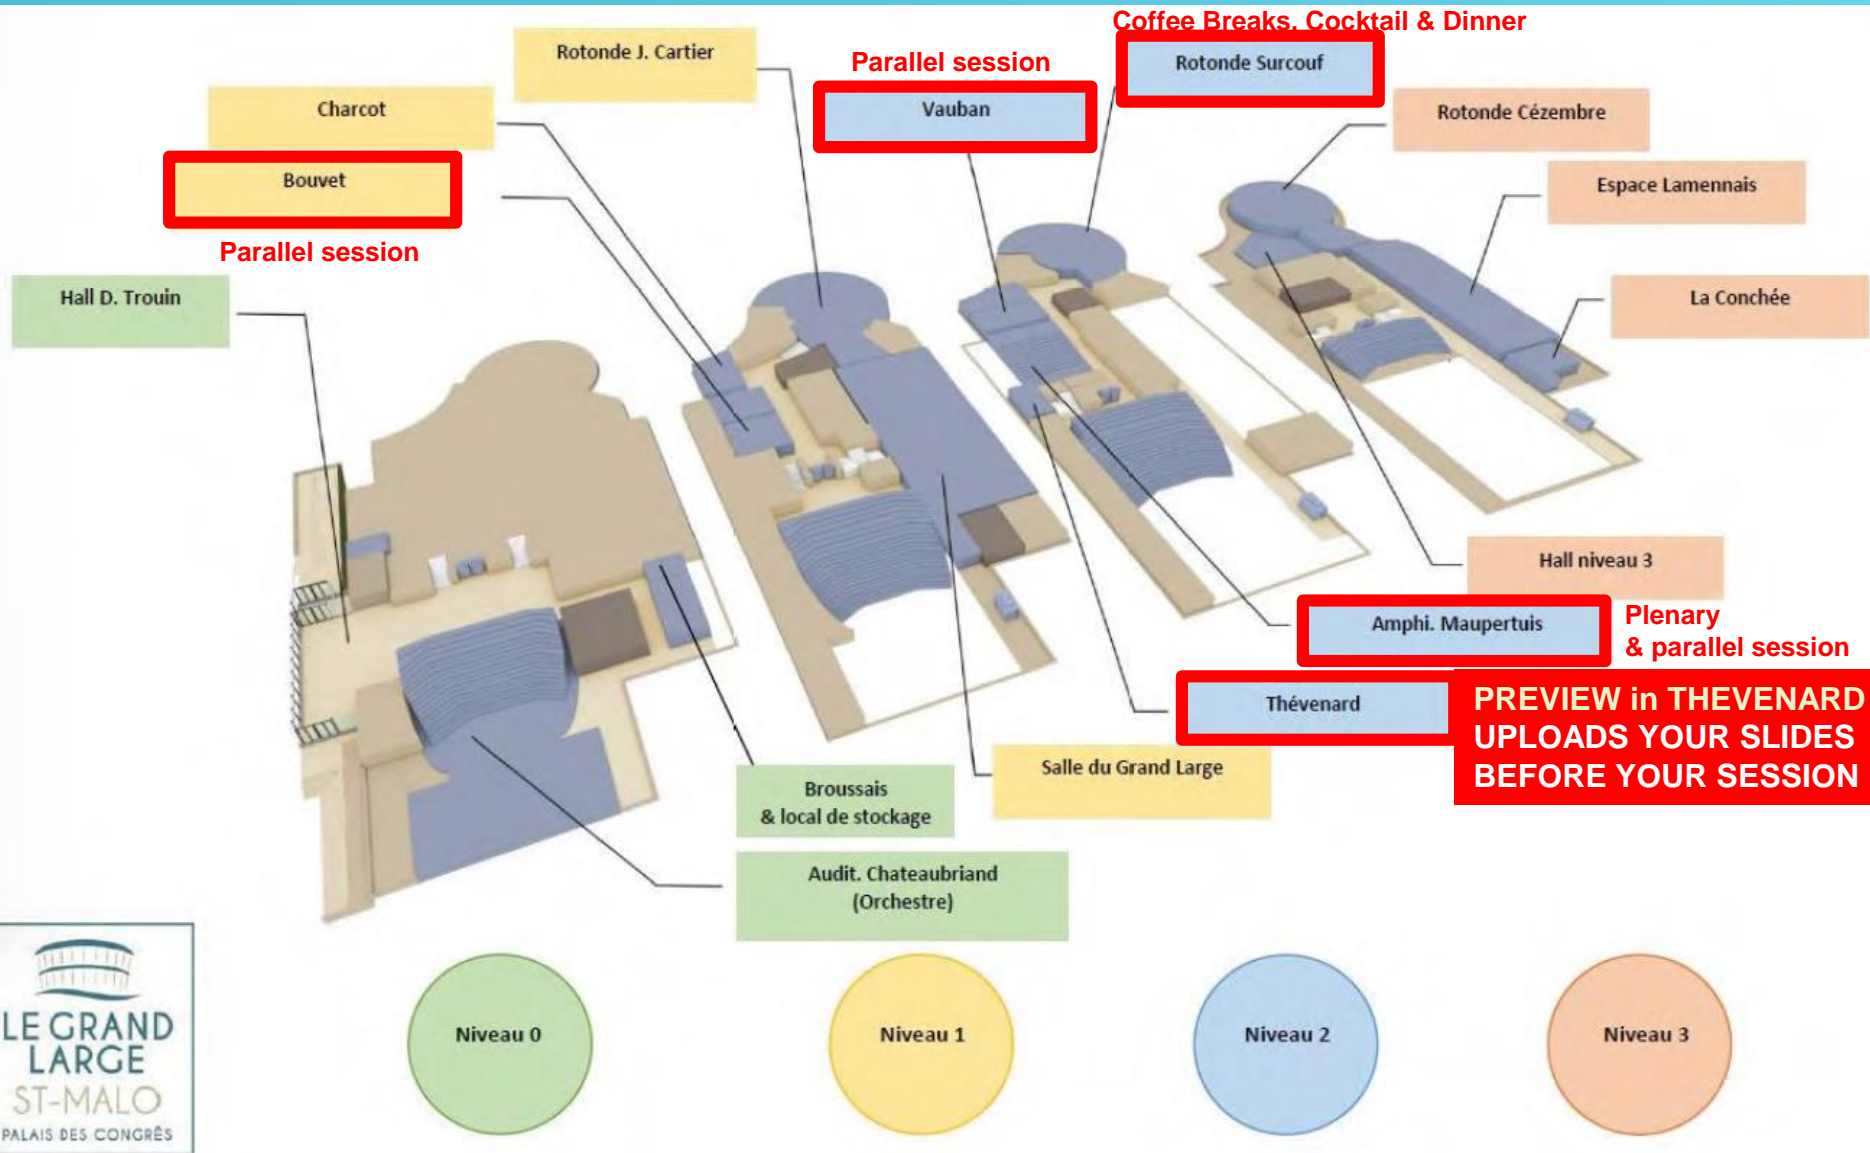 Coffee Breaks, Cocktail & Dinner
Rotonde J. Cartier
Parallel session
Rotonde Surcouf
Charcot
Vauban
Rotonde Cézembre
Bouvet
Espace Lamennais
Parallel session
Hall D. Trouin
La Conchée
Hall niveau 3
Amphi. Maupertuis
Plenary
& parallel session
Thévenard
PREVIEW in THEVENARD
UPLOADS YOUR SLIDES
BEFORE YOUR SESSION
Salle du Grand Large
Broussais
& local de stockage
Audit. Chateaubriand
(Orchestre)
LE GRAND
LARGE
ST-MALO
PALAIS DES CONGRÈS
Niveau 0
Niveau 1
Niveau 2
Niveau 3